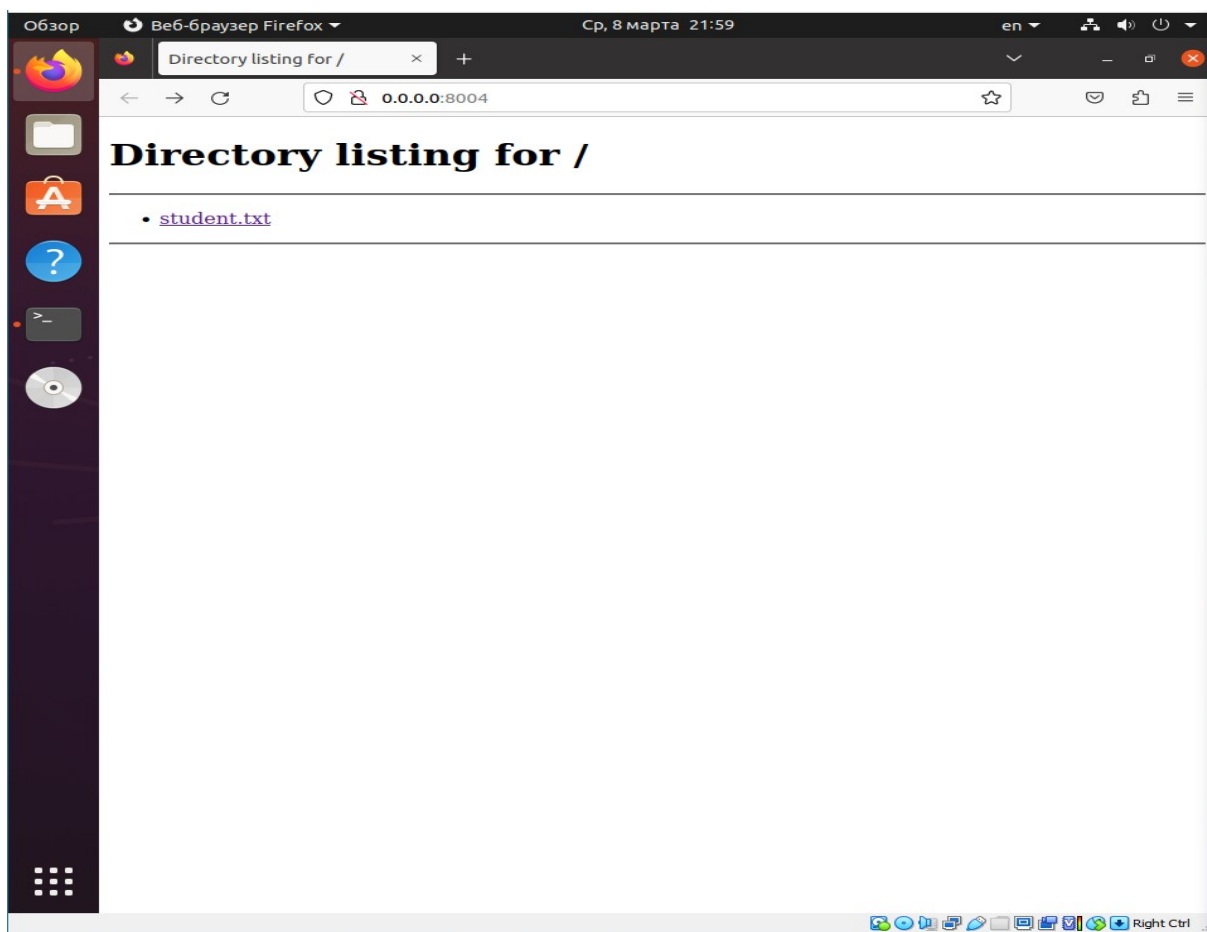 Обзор Веб-браузер Firefox Ср, 8 марта 21:59 en
Directory listing for /
0.0.0.0:8004
Directory listing for /
student.txt
Right Ctrl